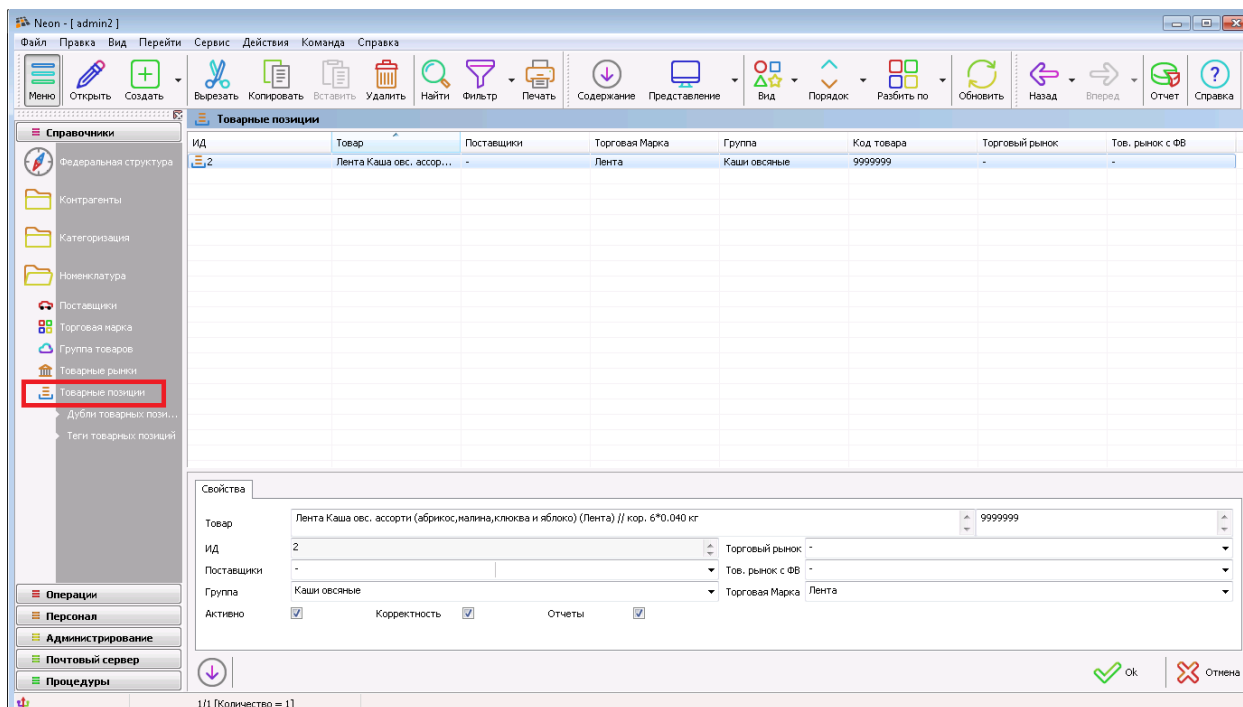 Neon - [ admin2 ]
Файл Правка Вид Перейти Сервис Действия Команда Справка
Меню Открыть Создать Вырезать Копировать Вставить Удалить Найти Фильтр Печать Содержание Представление Вид Порядок Разбить по Обновить Назад Вперед Отчет Справка
Справочники
Федеральная структура
Контрагенты
Категоризация
Номенклатура
Поставщики
Торговая марка
Группа товаров
Товарные рынки
Товарные позиции
Дубли товарных пози...
Теги товарных позиций
Операции
Персонал
Администрирование
Почтовый сервер
Процедуры
Товарные позиции
ИД Товар Поставщики Торговая Марка Группа Код товара Торговый рынок Тов. рынок с ФВ
2 Лента Каша овс. ассор... - Лента Каши овсяные 9999999 - -
Свойства
Товар Лента Каша овс. ассорти (абрикос,малина,клюква и яблоко) (Лента) // кор. 6*0.040 кг 9999999
ИД 2 Торговый рынок -
Поставщики - Тов. рынок с ФВ -
Группа Каши овсяные Торговая Марка Лента
Активно Корректность Отчеты
Ok Отмена
1/1 [Количество = 1]